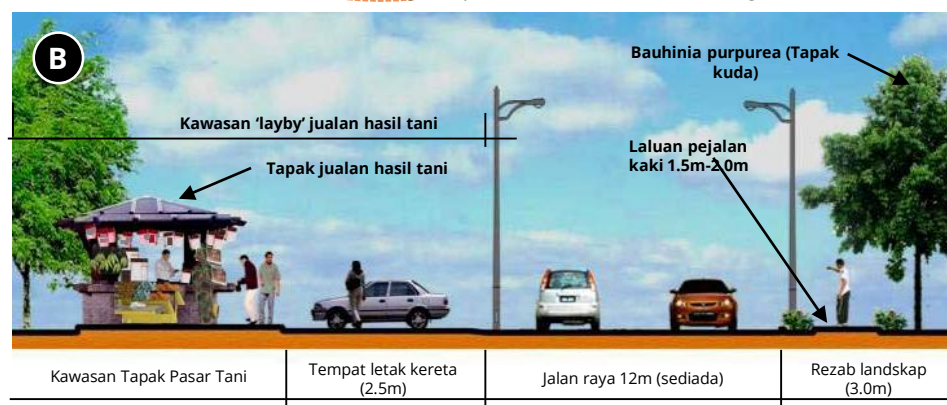 B
Bauhinia purpurea (Tapak
kuda)
Kawasan ‘layby’ jualan hasil tani
Laluan pejalan
kaki 1.5m-2.0m
Tapak jualan hasil tani
Kawasan Tapak Pasar Tani
Tempat letak kereta
(2.5m)
Jalan raya 12m (sediada)
Rezab landskap
(3.0m)